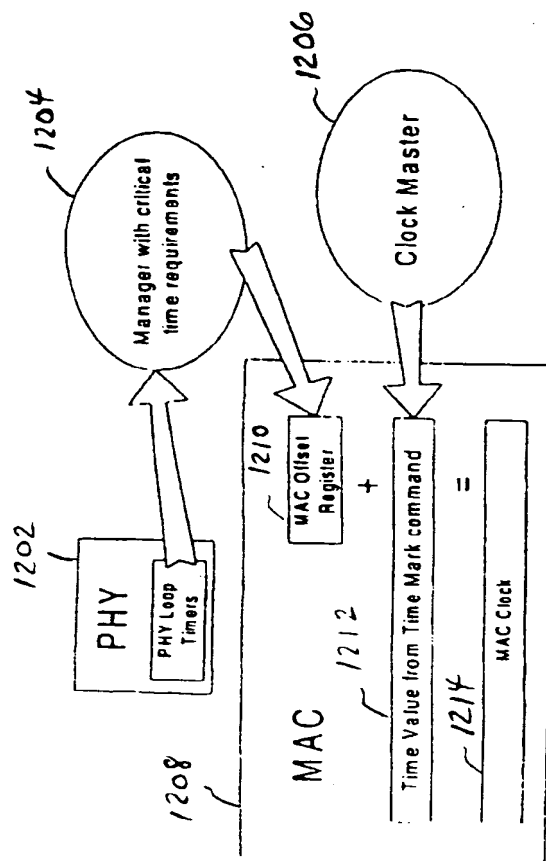 1202
PHY
PHY Loop
Timers
1204
Manager with critical
time requirements
1206
Clock Master
1208
MAC
1210
MAC Offset
Register
+
1212
Time Value from Time Mark command
=
1214
MAC Clock